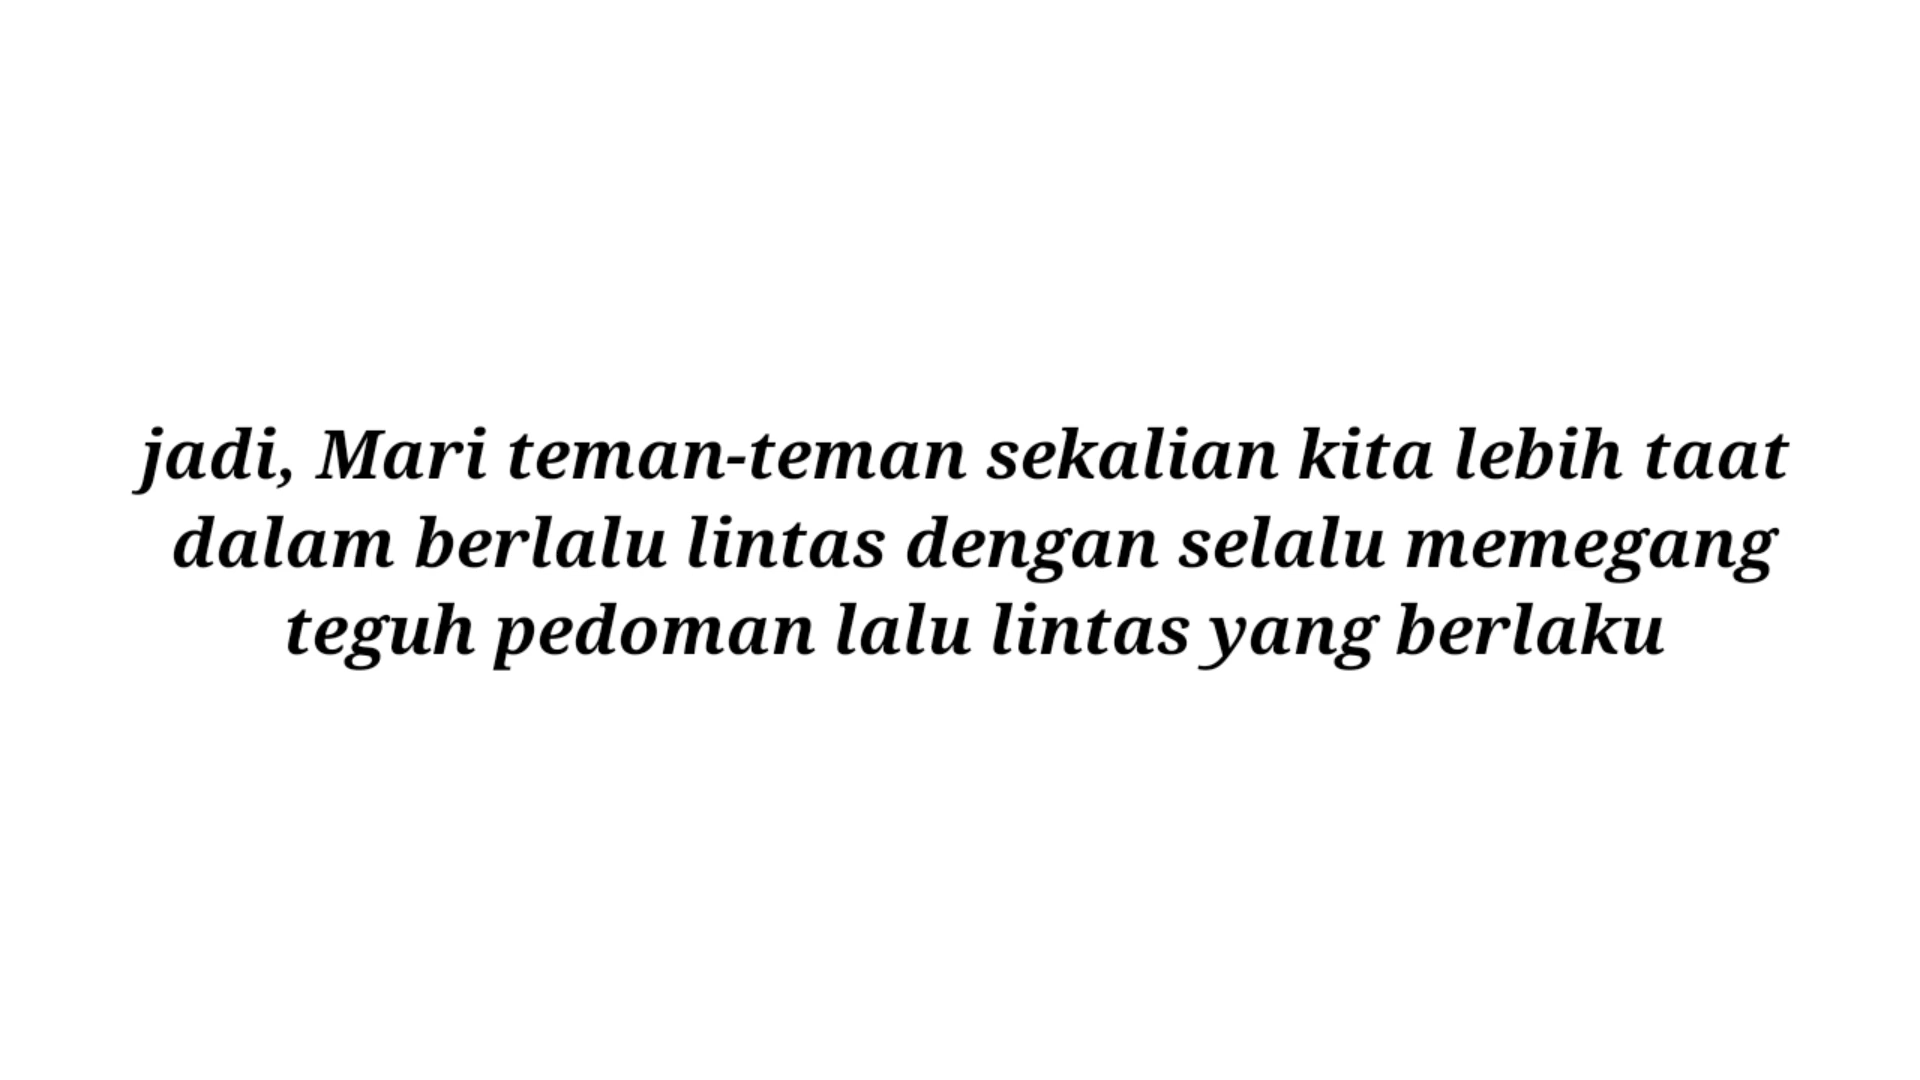 jadi, Mari teman-teman sekalian kita lebih taat
dalam berlalu lintas dengan selalu memegang
teguh pedoman lalu lintas yang berlaku